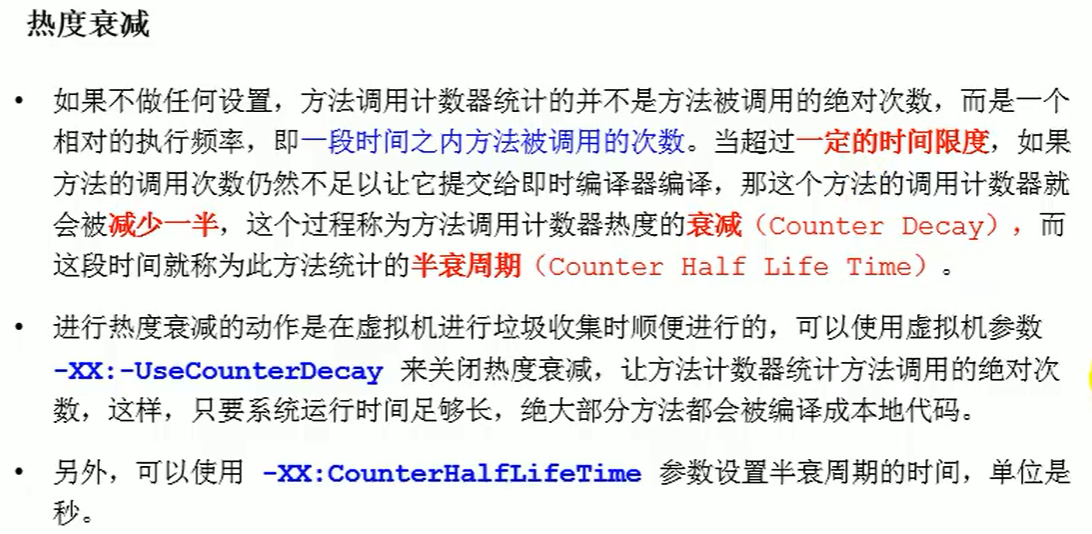 热度衰减
• 如果不做任何设置，方法调用计数器统计的并不是方法被调用的绝对次数，而是一个
相对的执行频率，即一段时间之内方法被调用的次数。当超过一定的时间限度，如果
方法的调用次数仍然不足以让它提交给即时编译器编译，那这个方法的调用计数器就
会被减少一半，这个过程称为方法调用计数器热度的衰减（Counter Decay），而
这段时间就称为此方法统计的半衰周期（Counter Half Life Time）。
• 进行热度衰减的动作是在虚拟机进行垃圾收集时顺便进行的，可以使用虚拟机参数
-XX:-UseCounterDecay 来关闭热度衰减，让方法计数器统计方法调用的绝对次
数，这样，只要系统运行时间足够长，绝大部分方法都会被编译成本地代码。
• 另外，可以使用 -XX:CounterHalfLifeTime 参数设置半衰周期的时间，单位是
秒。